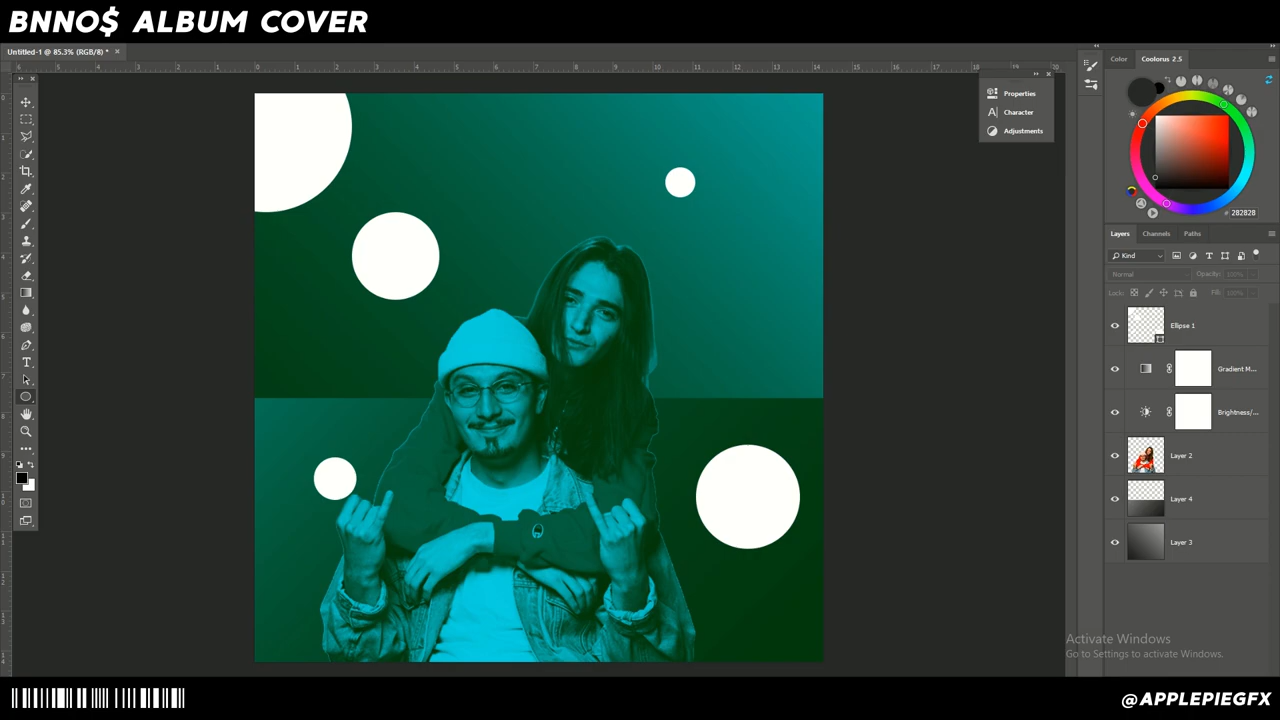 BNNO$ ALBUM COVER
Untitled-1 @ 85.3% (RGB/8) *
Color
Coolorus 2.5
Properties
Character
Adjustments
# 282828
Layers
Channels
Paths
Kind
Normal
Opacity: 100%
Lock:
Fill: 100%
Ellipse 1
Gradient M...
Brightness/...
Layer 2
Layer 4
Layer 3
Activate Windows
Go to Settings to activate Windows.
@APPLEPIEGFX